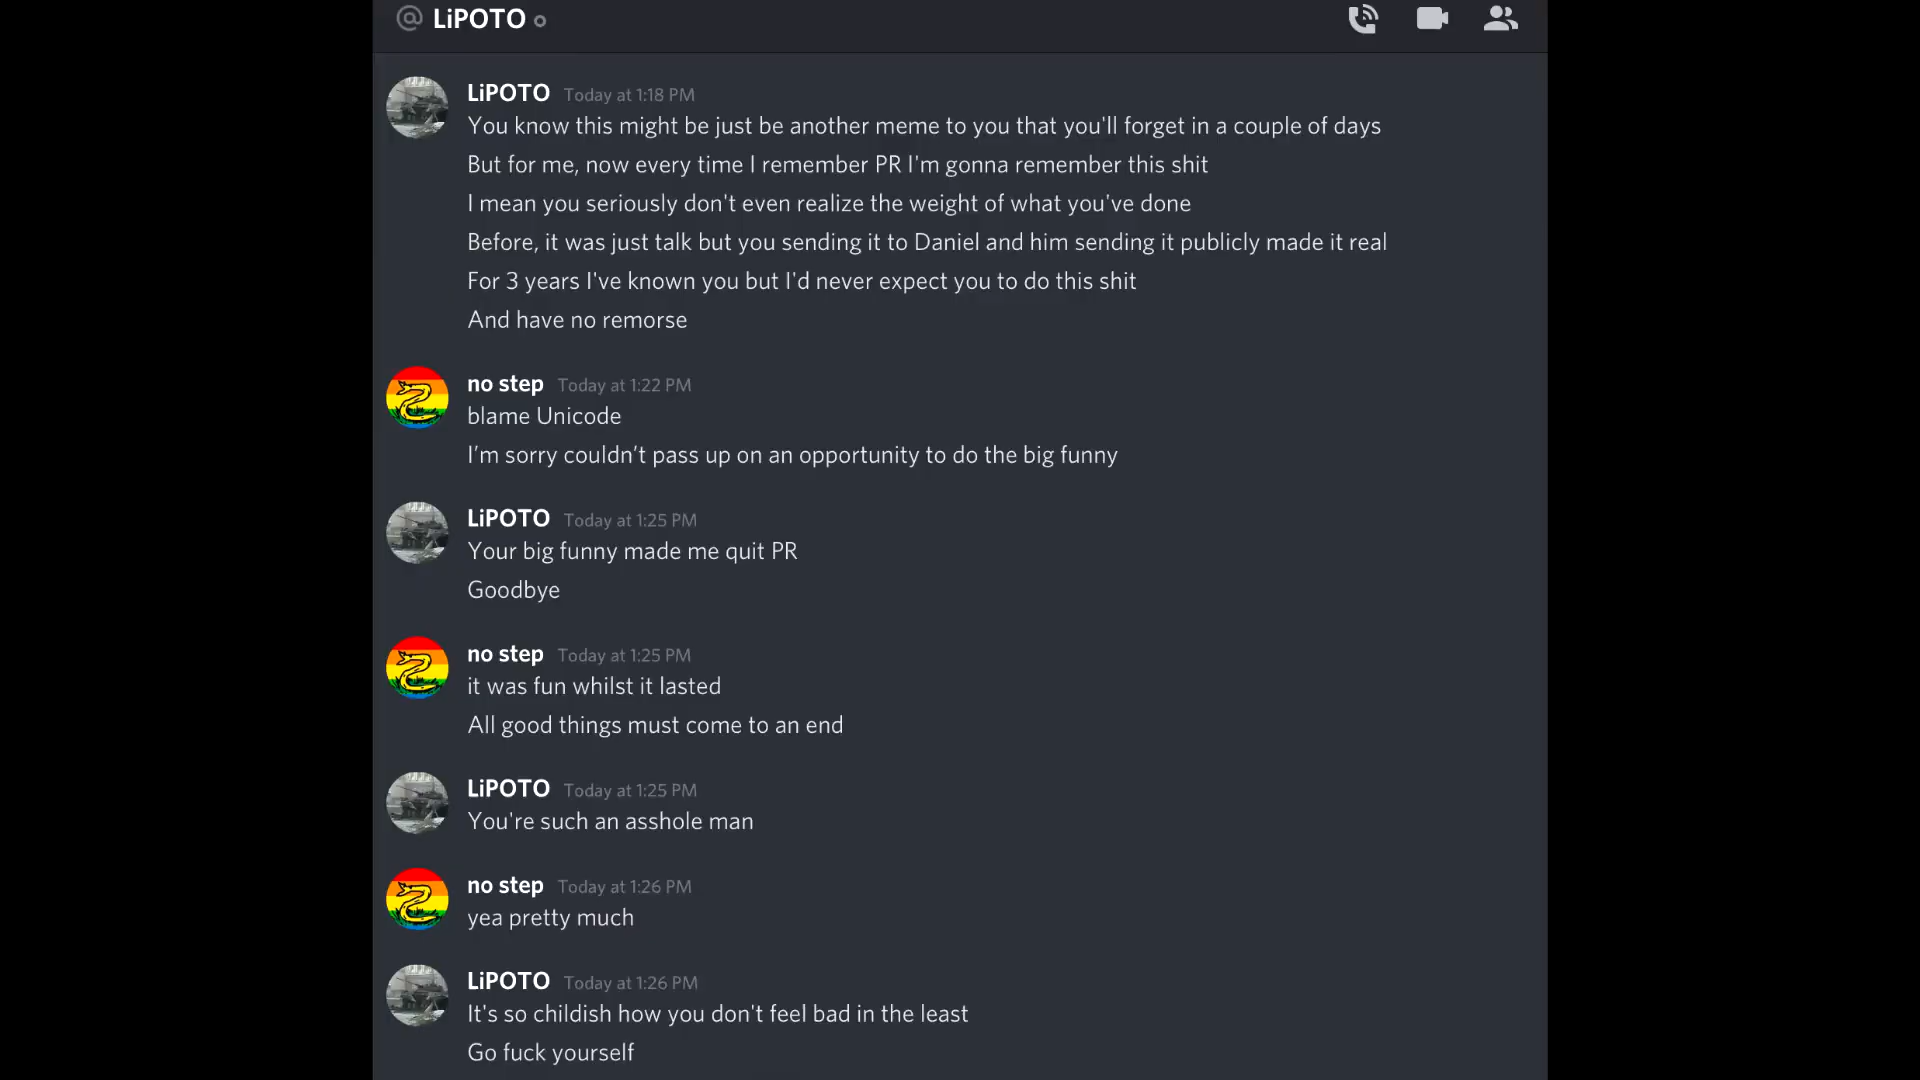 @ LiPOTO
LiPOTO Today at 1:18 PM
You know this might be just be another meme to you that you'll forget in a couple of days
But for me, now every time I remember PR I'm gonna remember this shit
I mean you seriously don't even realize the weight of what you've done
Before, it was just talk but you sending it to Daniel and him sending it publicly made it real
For 3 years I've known you but I'd never expect you to do this shit
And have no remorse
no step Today at 1:22 PM
blame Unicode
I’m sorry couldn’t pass up on an opportunity to do the big funny
LiPOTO Today at 1:25 PM
Your big funny made me quit PR
Goodbye
no step Today at 1:25 PM
it was fun whilst it lasted
All good things must come to an end
LiPOTO Today at 1:25 PM
You're such an asshole man
no step Today at 1:26 PM
yea pretty much
LiPOTO Today at 1:26 PM
It's so childish how you don't feel bad in the least
Go fuck yourself